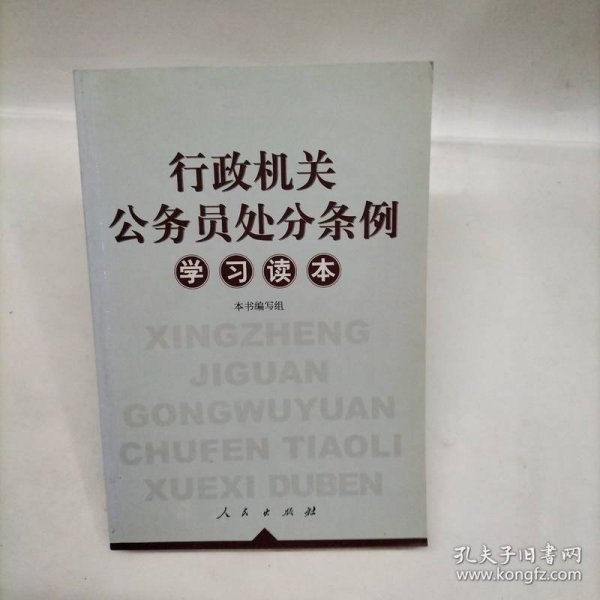 行政机关
公务员处分条例
学习读本
本书编写组
XINGZHENG
JIGUAN
GONGWUYUAN
CHUFEN TIAOLI
XUEXI DUBEN
人民出版社
孔夫子旧书网
www.kongfz.com